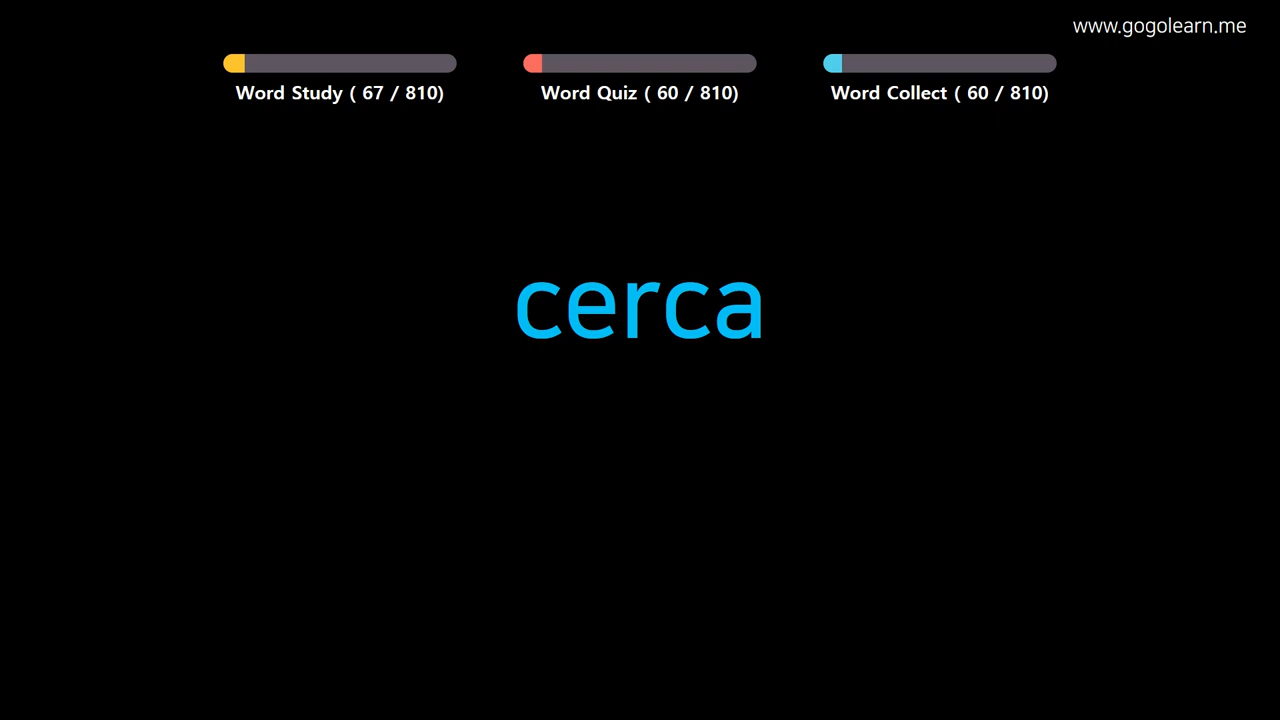 www.gogolearn.me
Word Study ( 67 / 810)
Word Quiz ( 60 / 810)
Word Collect ( 60 / 810)
cerca